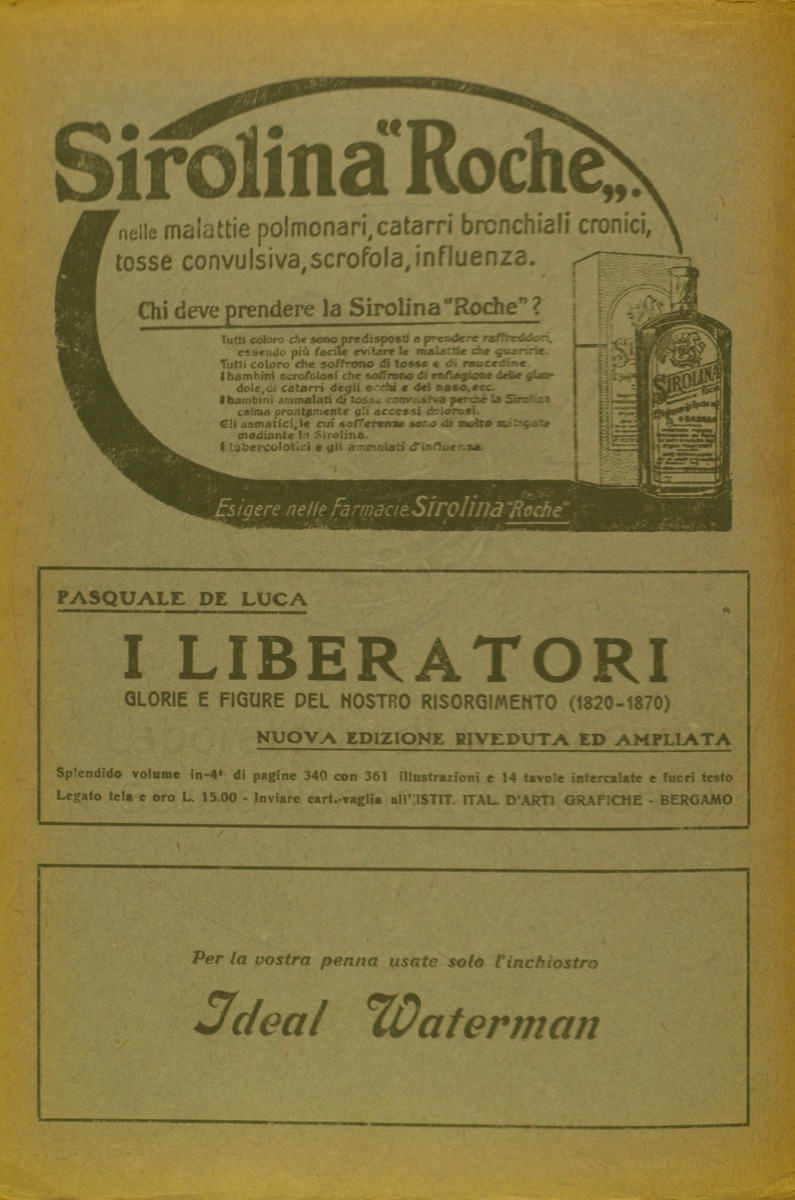 Sirolina "Roche„.
nelle malattie polmonari, catarri bronchiali cronici,
tosse convulsiva, scrofola, influenza.
Chi deve prendere la Sirolina "Roche"?
Tutti coloro che sono predisposti a prendere raffreddori,
essendo più facile evitare le malattie che guarirle.
Tutti coloro che soffrono di tosse e di raucedine.
I bambini scrofolosi che soffrono di enfiagione delle glan-
dole, di catarri degli occhi e del naso, ecc.
I bambini ammalati di tosse convulsiva perchè la Sirolina
calma prontamente gli accessi dolorosi.
Gli asmatici, le cui sofferenze sono di molto mitigate
mediante la Sirolina.
I tubercolotici e gli ammalati d'influenza.
SIROLINA
Esigere nelle Farmacie Sirolina "Roche"
PASQUALE DE LUCA
I LIBERATORI
GLORIE E FIGURE DEL NOSTRO RISORGIMENTO (1820-1870)
NUOVA EDIZIONE RIVEDUTA ED AMPLIATA
Splendido volume in-4° di pagine 340 con 361 illustrazioni e 14 tavole intercalate e fuori testo
Legato tela e oro L. 15.00 - Inviare cart.-vaglia all'ISTIT. ITAL. D'ARTI GRAFICHE - BERGAMO
Per la vostra penna usate solo l'inchiostro
Ideal Waterman